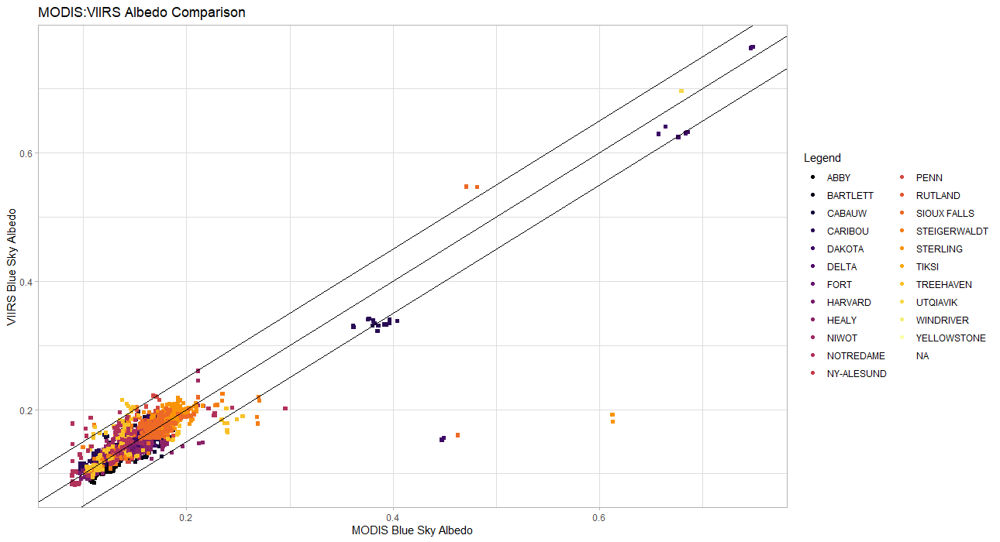 MODIS:VIIRS Albedo Comparison
VIIRS Blue Sky Albedo
0.6
0.4
0.2
0.2
0.4
0.6
MODIS Blue Sky Albedo
Legend
ABBY
BARTLETT
CABAUW
CARIBOU
DAKOTA
DELTA
FORT
HARVARD
HEALY
NIWOT
NOTREDAME
NY-ALESUND
PENN
RUTLAND
SIOUX FALLS
STEIGERWALDT
STERLING
TIKSI
TREEHAVEN
UTQIAVIK
WINDRIVER
YELLOWSTONE
NA